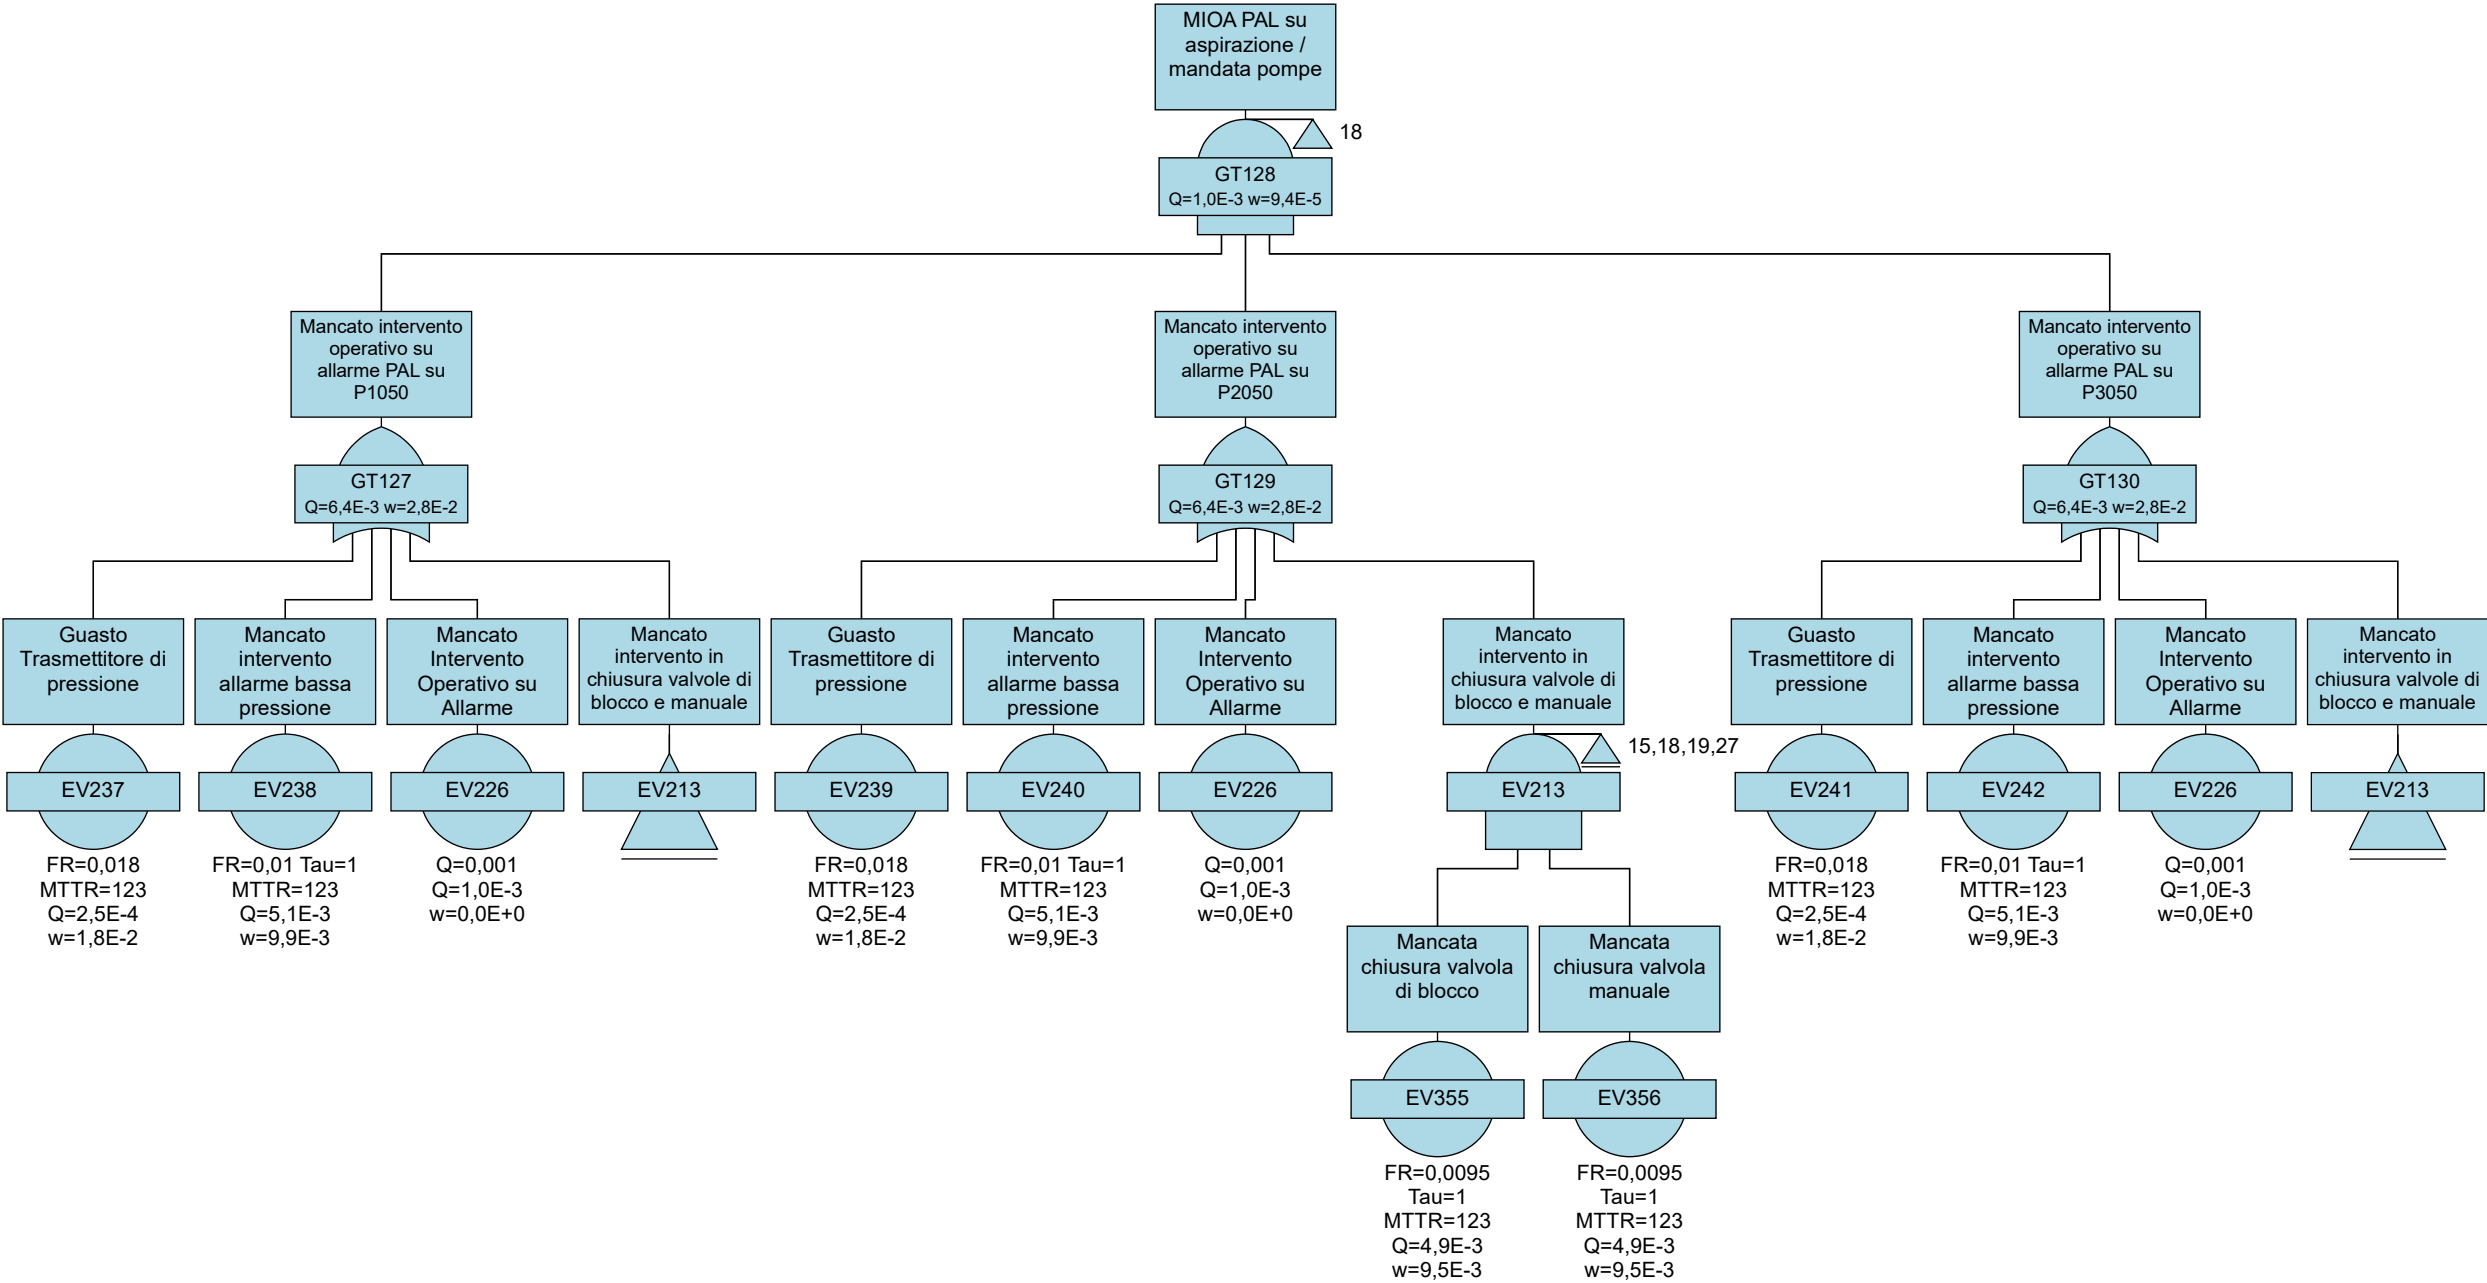 MIOA PAL su
aspirazione /
mandata pompe
18
GT128
Q=1,0E-3 w=9,4E-5
Mancato intervento
operativo su
allarme PAL su
P1050
GT127
Q=6,4E-3 w=2,8E-2
Mancato intervento
operativo su
allarme PAL su
P2050
GT129
Q=6,4E-3 w=2,8E-2
Mancato intervento
operativo su
allarme PAL su
P3050
GT130
Q=6,4E-3 w=2,8E-2
Guasto
Trasmettitore di
pressione
EV237
FR=0,018
MTTR=123
Q=2,5E-4
w=1,8E-2
Mancato
intervento
allarme bassa
pressione
EV238
FR=0,01 Tau=1
MTTR=123
Q=5,1E-3
w=9,9E-3
Mancato
Intervento
Operativo su
Allarme
EV226
Q=0,001
Q=1,0E-3
w=0,0E+0
Mancato
intervento in
chiusura valvole di
blocco e manuale
EV213
Guasto
Trasmettitore di
pressione
EV239
FR=0,018
MTTR=123
Q=2,5E-4
w=1,8E-2
Mancato
intervento
allarme bassa
pressione
EV240
FR=0,01 Tau=1
MTTR=123
Q=5,1E-3
w=9,9E-3
Mancato
Intervento
Operativo su
Allarme
EV226
Q=0,001
Q=1,0E-3
w=0,0E+0
Mancato
intervento in
chiusura valvole di
blocco e manuale
15,18,19,27
EV213
Mancata
chiusura valvola
di blocco
EV355
FR=0,0095
Tau=1
MTTR=123
Q=4,9E-3
w=9,5E-3
Mancata
chiusura valvola
manuale
EV356
FR=0,0095
Tau=1
MTTR=123
Q=4,9E-3
w=9,5E-3
Guasto
Trasmettitore di
pressione
EV241
FR=0,018
MTTR=123
Q=2,5E-4
w=1,8E-2
Mancato
intervento
allarme bassa
pressione
EV242
FR=0,01 Tau=1
MTTR=123
Q=5,1E-3
w=9,9E-3
Mancato
Intervento
Operativo su
Allarme
EV226
Q=0,001
Q=1,0E-3
w=0,0E+0
Mancato
intervento in
chiusura valvole di
blocco e manuale
EV213